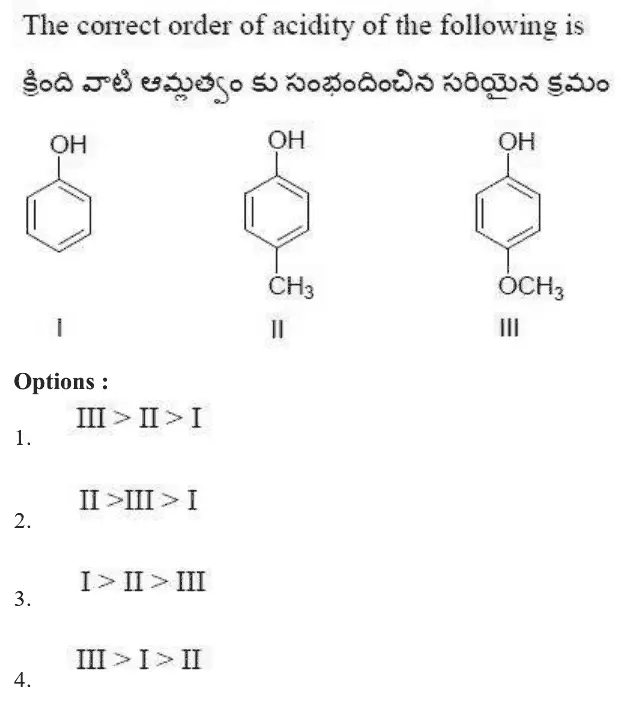 The correct order of acidity of the following is
క్రింది వాటి ఆమ్లత్వం కు సంభందించిన సరియైన క్రమం
OH OH OH
CH3 OCH3
I II III
Options :
III > II > I
1.
II >III > I
2.
I > II > III
3.
III > I > II
4.